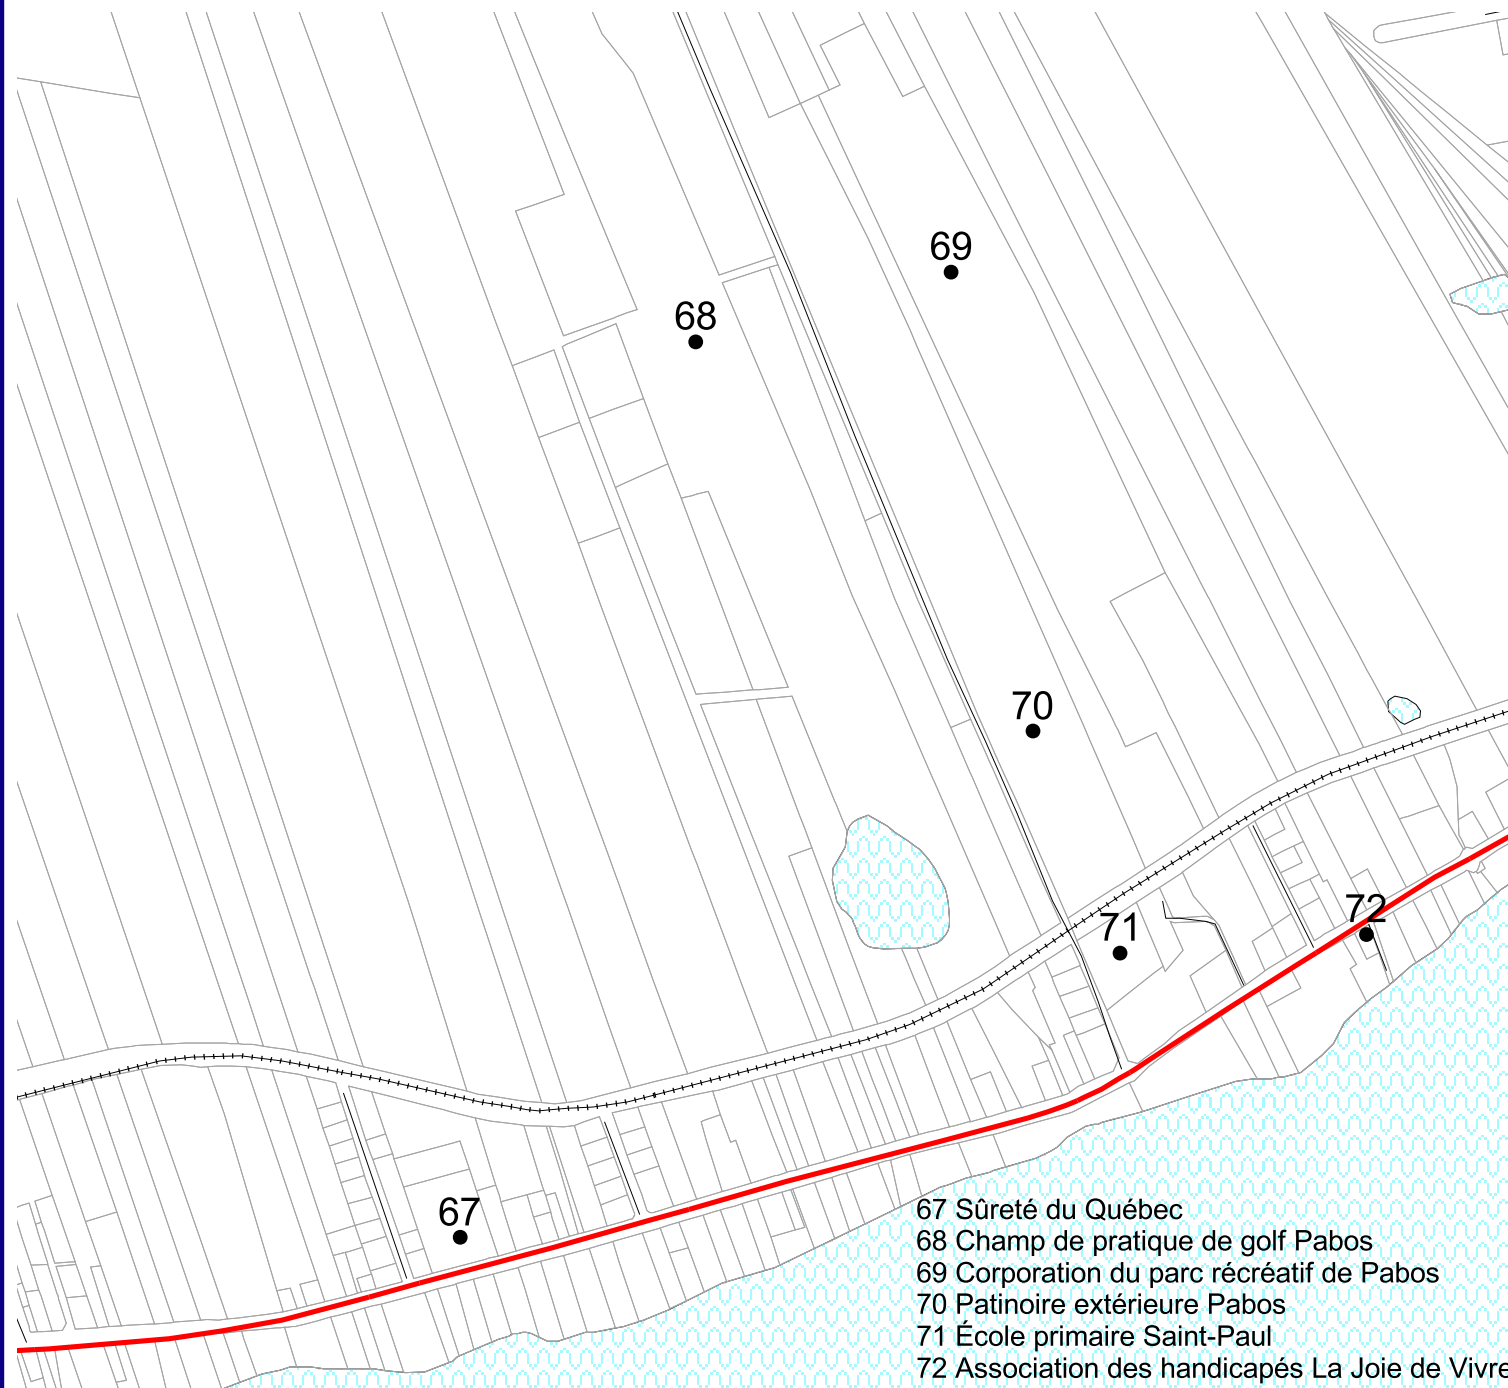 69
68
70
72
71
67
67 Sûreté du Québec
68 Champ de pratique de golf Pabos
69 Corporation du parc récréatif de Pabos
70 Patinoire extérieure Pabos
71 École primaire Saint-Paul
72 Association des handicapés La Joie de Vivre